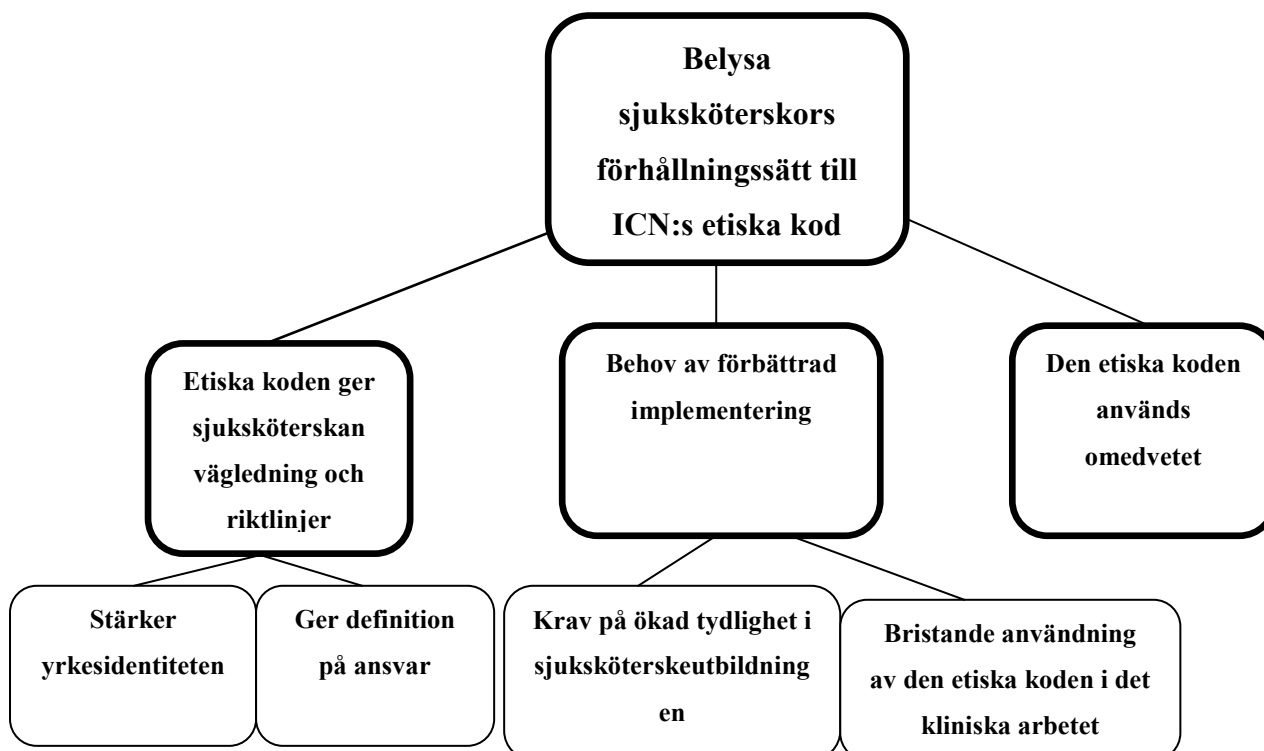 Belysa
sjuksköterskors
förhållningssätt till
ICN:s etiska kod
Etiska koden ger
sjuksköterskan
vägledning och
riktlinjer
Behov av förbättrad
implementering
Den etiska koden
används
omedvetet
Stärker
yrkesidentiteten
Ger definition
på ansvar
Krav på ökad tydlighet i
sjuksköterskeutbildning
en
Bristande användning
av den etiska koden i det
kliniska arbetet